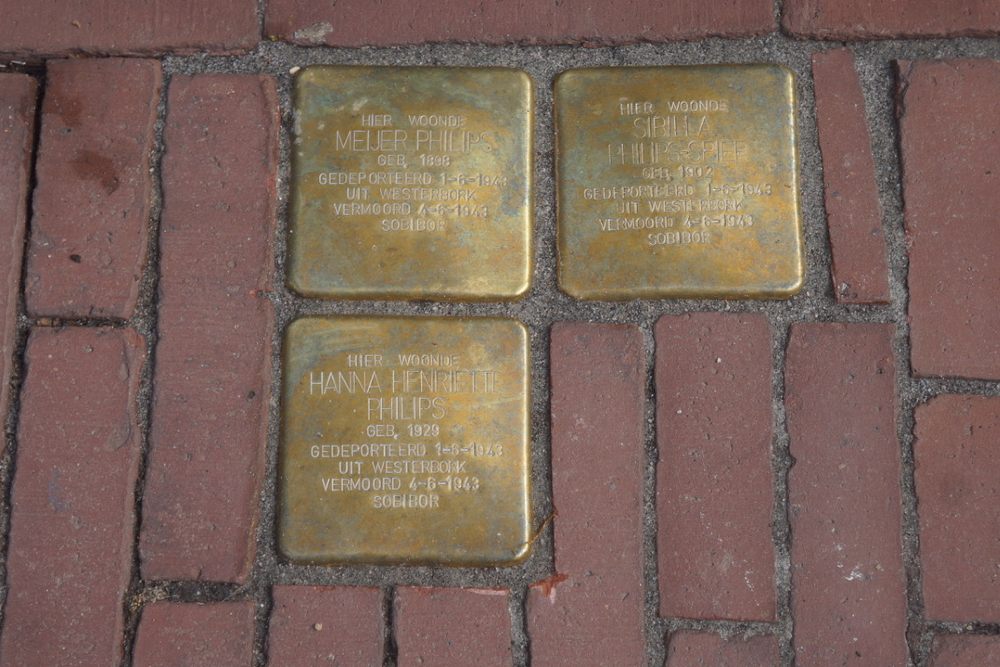 HIER WOONDE
MEIJER PHILIPS
GEB. 1898
GEDEPORTEERD 1-6-1943
UIT WESTERBORK
VERMOORD 4-6-1943
SOBIBOR
HIER WOONDE
SIBILLA
PHILIPS-SPIER
GEB. 1902
GEDEPORTEERD 1-6-1943
UIT WESTERBORK
VERMOORD 4-6-1943
SOBIBOR
HIER WOONDE
HANNA HENRIETTE
PHILIPS
GEB. 1929
GEDEPORTEERD 1-6-1943
UIT WESTERBORK
VERMOORD 4-6-1943
SOBIBOR